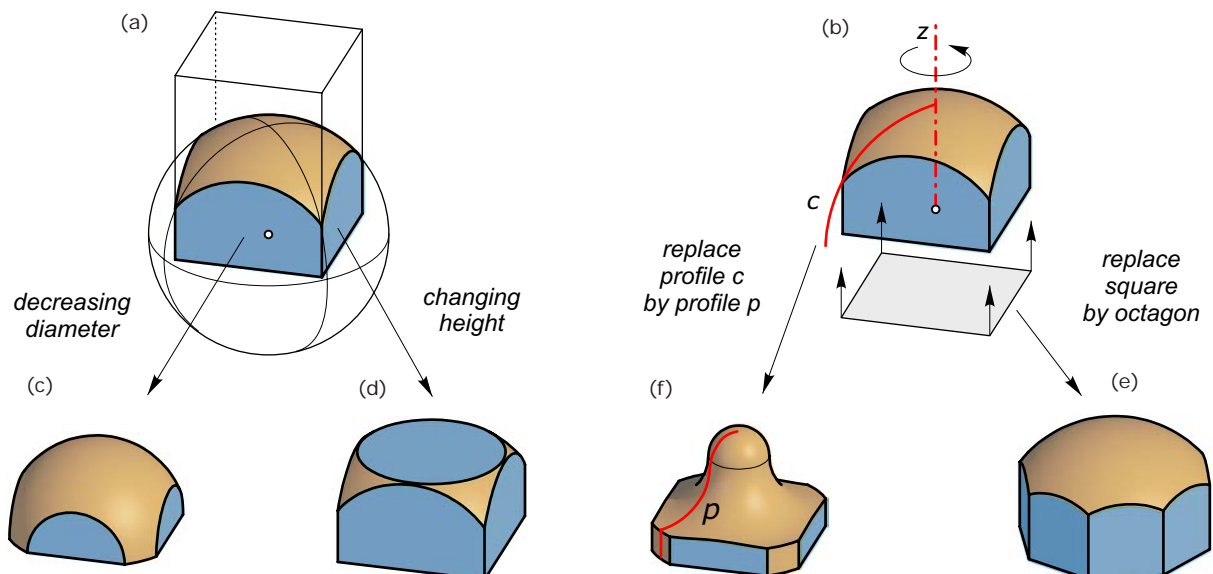 (a)
decreasing
diameter
changing
height
(c)
(d)
(b)
z
c
replace
profile c
by profile p
replace
square
by octagon
(f)
p
(e)